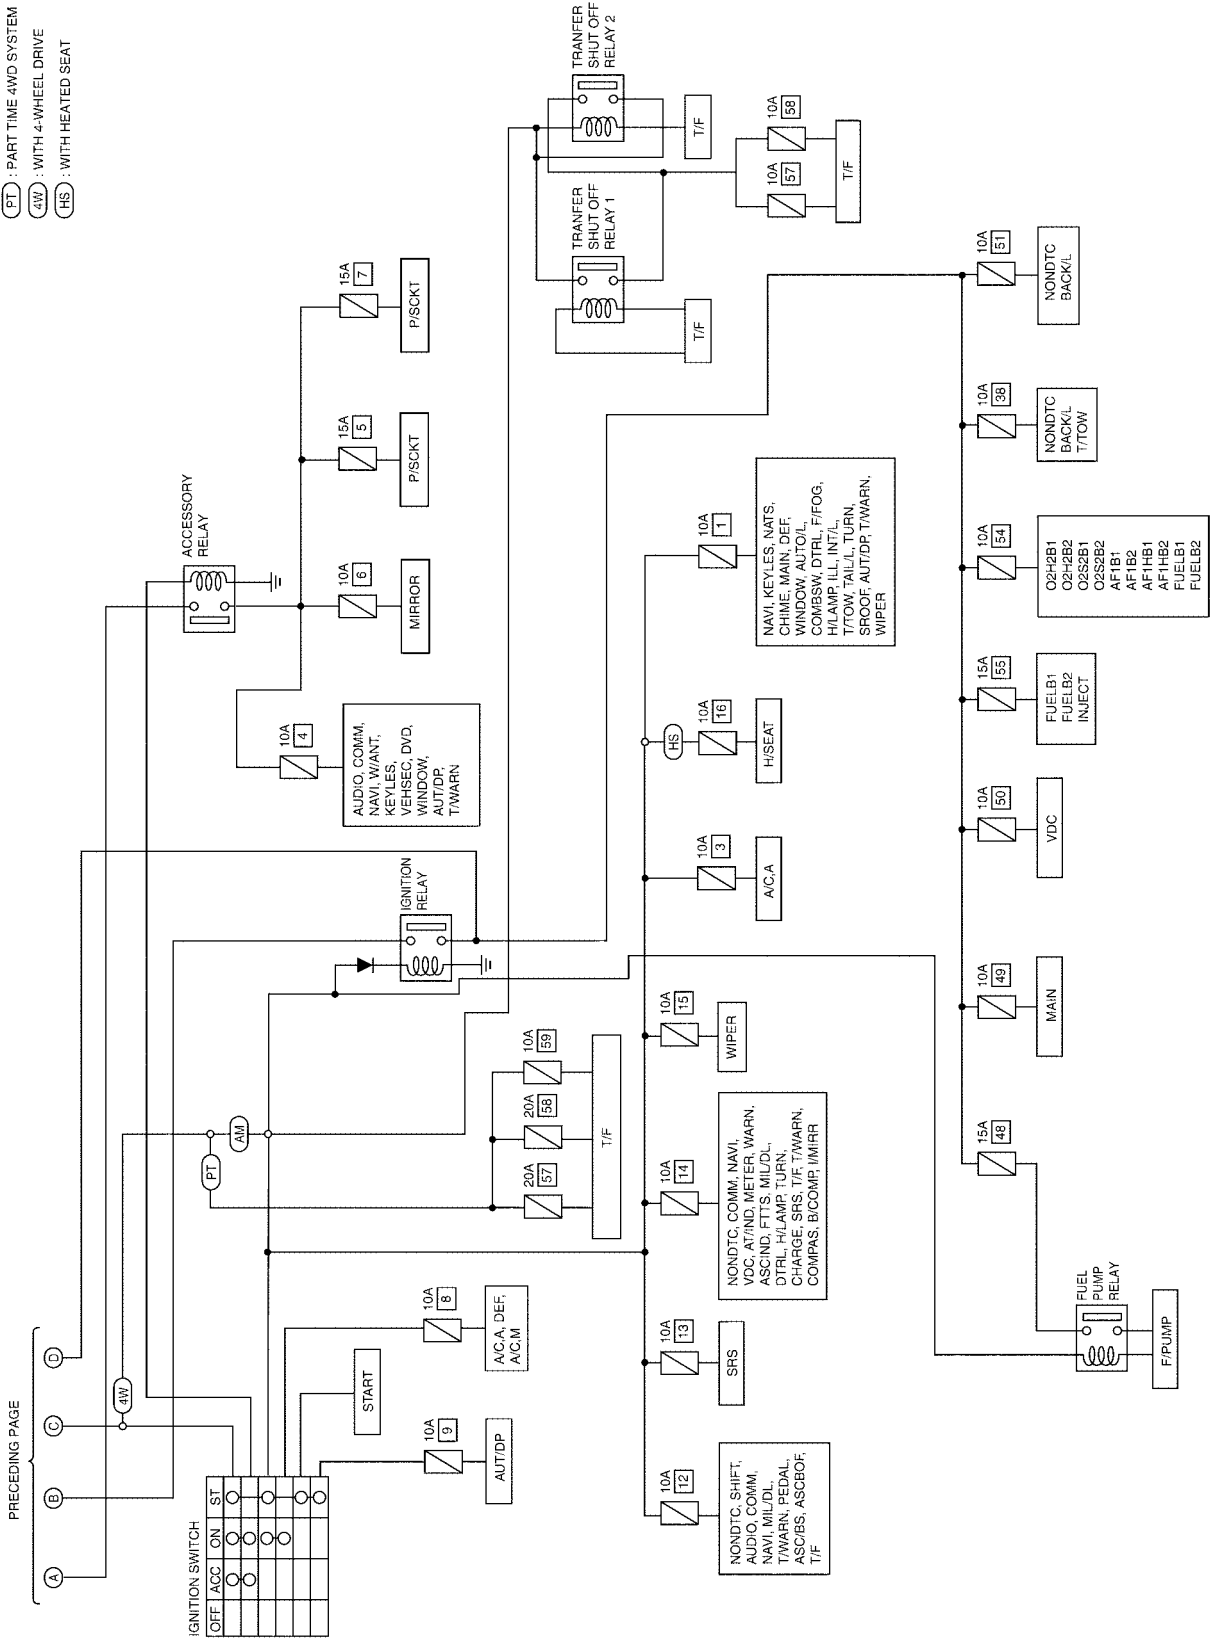 PRECEDING PAGE
A
B
C
D
PT : PART TIME 4WD SYSTEM
4W : WITH 4-WHEEL DRIVE
HS : WITH HEATED SEAT
IGNITION SWITCH
OFF ACC ON ST
4W
10A
9
AUT/DP
START
10A
8
A/C,A, DEF,
A/C,M
PT
AM
20A
57
20A
58
10A
59
T/F
IGNITION
RELAY
ACCESSORY
RELAY
10A
4
AUDIO, COMM,
NAVI, W/ANT,
KEYLES,
VEHSEC, DVD,
WINDOW,
AUT/DP,
T/WARN
10A
6
MIRROR
15A
5
P/SCKT
15A
7
P/SCKT
TRANFER
SHUT OFF
RELAY 1
T/F
TRANFER
SHUT OFF
RELAY 2
T/F
10A
57
10A
58
T/F
10A
12
NONDTC, SHIFT,
AUDIO, COMM,
NAVI, MIL/DL,
T/WARN, PEDAL,
ASC/BS, ASCBOF,
T/F
10A
13
SRS
10A
14
NONDTC, COMM, NAVI,
VDC, AT/IND, METER, WARN,
ASCIND, FTTS, MIL/DL,
DTRL, H/LAMP, TURN,
CHARGE, SRS, T/F, T/WARN,
COMPAS, B/COMP, I/MIRR
10A
15
WIPER
10A
3
A/C,A
HS
10A
16
H/SEAT
10A
1
NAVI, KEYLES, NATS,
CHIME, MAIN, DEF,
WINDOW, AUTO/L,
COMBSW, DTRL, F/FOG,
H/LAMP, ILL, INT/L,
T/TOW, TAIL/L, TURN,
SROOF, AUT/DP, T/WARN,
WIPER
FUEL
PUMP
RELAY
F/PUMP
15A
48
10A
49
MAIN
10A
50
VDC
15A
55
FUELB1
FUELB2
INJECT
10A
54
O2H2B1
O2H2B2
O2S2B1
O2S2B2
AF1B1
AF1B2
AF1HB1
AF1HB2
FUELB1
FUELB2
10A
38
NONDTC
BACK/L
T/TOW
10A
51
NONDTC
BACK/L